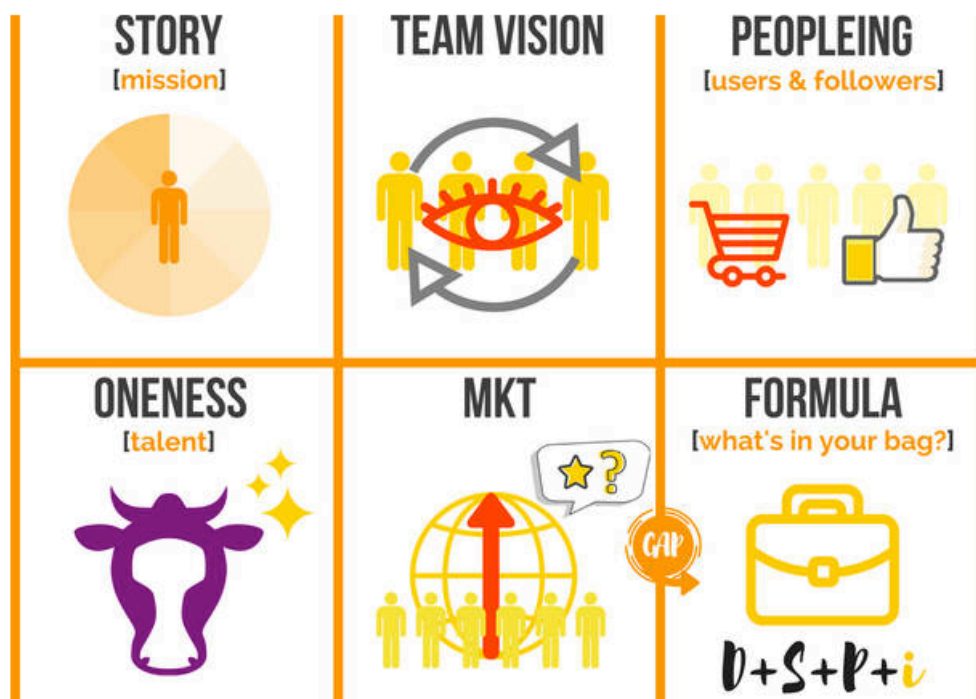 STORY
[mission]
TEAM VISION
PEOPLEING
[users & followers]
ONENESS
[talent]
MKT
?
GAP
FORMULA
[what's in your bag?]
D+S+P+i